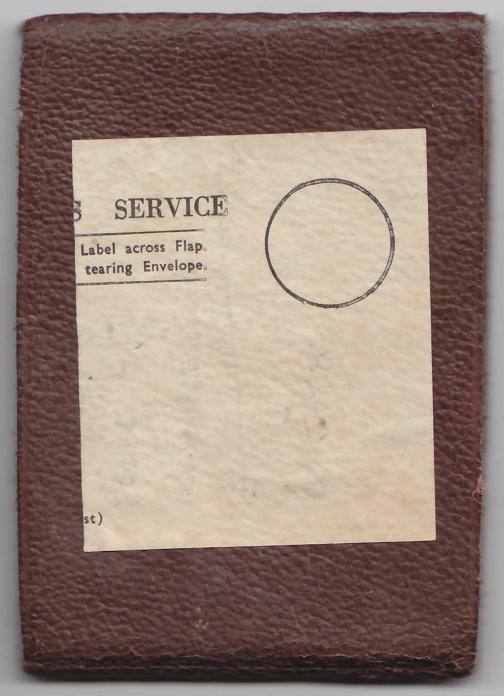 S SERVICE
Label across Flap.
tearing Envelope.
st)